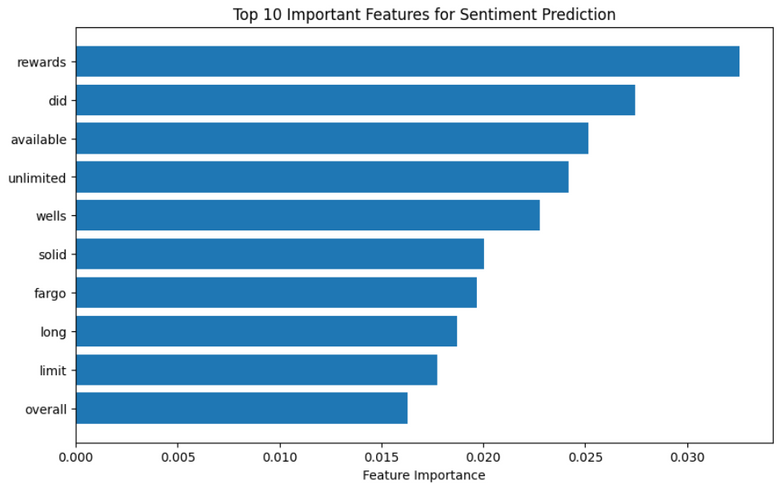 Top 10 Important Features for Sentiment Prediction
rewards
did
available
unlimited
wells
solid
fargo
long
limit
overall
0.000 0.005 0.010 0.015 0.020 0.025 0.030
Feature Importance